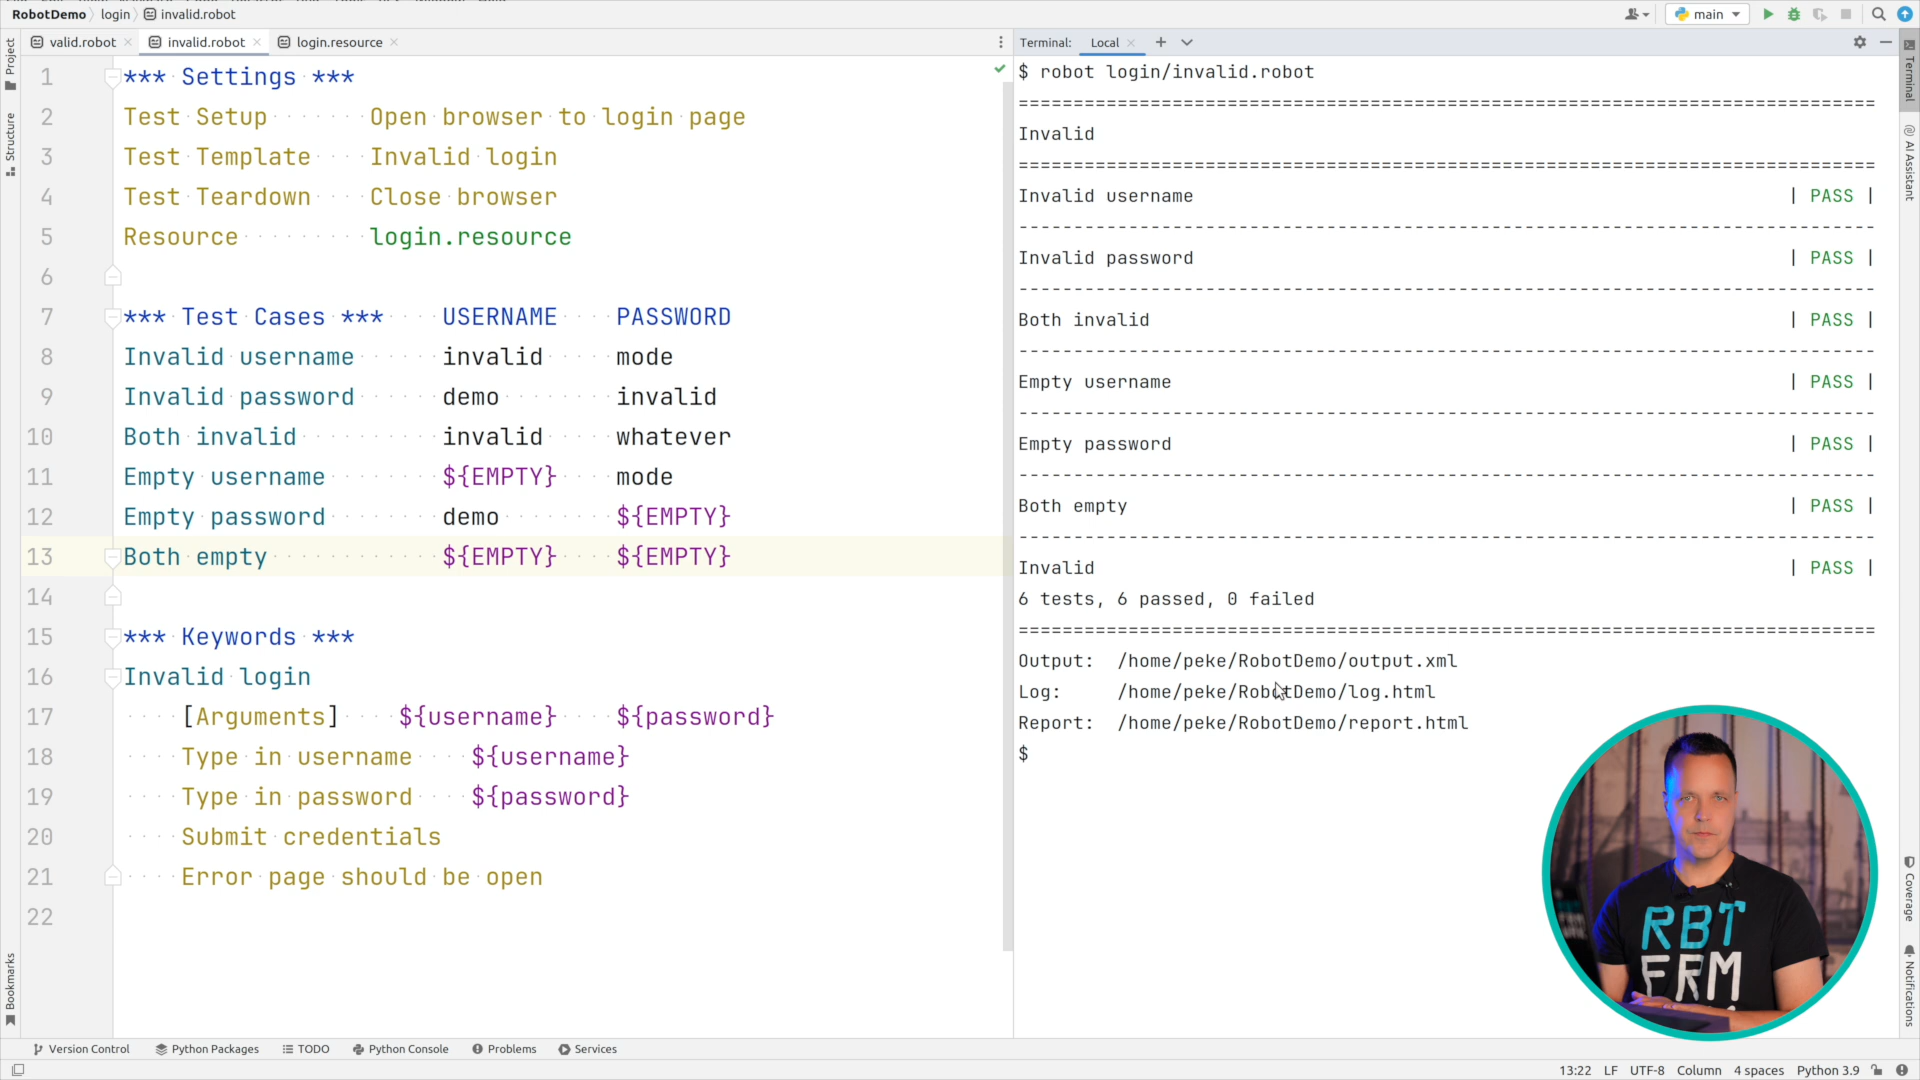 RobotDemo login invalid.robot
main
valid.robot invalid.robot login.resource
Terminal: Local
Project
Structure
Bookmarks
1 *** Settings ***
2 Test Setup Open browser to login page
3 Test Template Invalid login
4 Test Teardown Close browser
5 Resource login.resource
6
7 *** Test Cases *** USERNAME PASSWORD
8 Invalid username invalid mode
9 Invalid password demo invalid
10 Both invalid invalid whatever
11 Empty username ${EMPTY} mode
12 Empty password demo ${EMPTY}
13 Both empty ${EMPTY} ${EMPTY}
14
15 *** Keywords ***
16 Invalid login
17 [Arguments] ${username} ${password}
18 Type in username ${username}
19 Type in password ${password}
20 Submit credentials
21 Error page should be open
22
$ robot login/invalid.robot
==============================================================================
Invalid
==============================================================================
Invalid username | PASS |
------------------------------------------------------------------------------
Invalid password | PASS |
------------------------------------------------------------------------------
Both invalid | PASS |
------------------------------------------------------------------------------
Empty username | PASS |
------------------------------------------------------------------------------
Empty password | PASS |
------------------------------------------------------------------------------
Both empty | PASS |
------------------------------------------------------------------------------
Invalid | PASS |
6 tests, 6 passed, 0 failed
==============================================================================
Output: /home/peke/RobotDemo/output.xml
Log: /home/peke/RobotDemo/log.html
Report: /home/peke/RobotDemo/report.html
$
RBT
FRM
Terminal
AI Assistant
Coverage
Notifications
Version Control Python Packages TODO Python Console Problems Services
13:22 LF UTF-8 Column 4 spaces Python 3.9